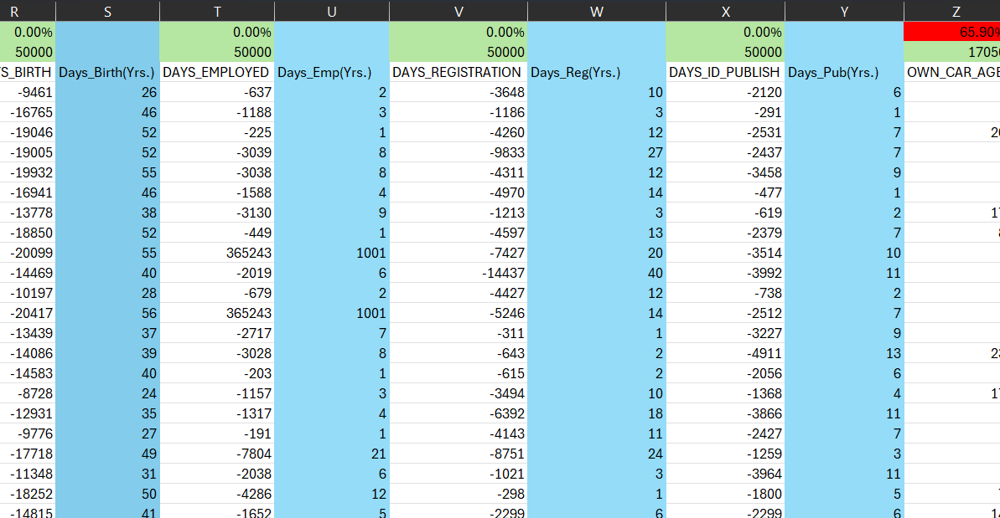 R S T U V W X Y Z
0.00% 0.00% 0.00% 0.00% 65.90%
50000 50000 50000 50000 1705
S_BIRTH Days_Birth(Yrs.) DAYS_EMPLOYED Days_Emp(Yrs.) DAYS_REGISTRATION Days_Reg(Yrs.) DAYS_ID_PUBLISH Days_Pub(Yrs.) OWN_CAR_AGE
-9461 26 -637 2 -3648 10 -2120 6
-16765 46 -1188 3 -1186 3 -291 1
-19046 52 -225 1 -4260 12 -2531 7
-19005 52 -3039 8 -9833 27 -2437 7
-19932 55 -3038 8 -4311 12 -3458 9
-16941 46 -1588 4 -4970 14 -477 1
-13778 38 -3130 9 -1213 3 -619 2
-18850 52 -449 1 -4597 13 -2379 7
-20099 55 365243 1001 -7427 20 -3514 10
-14469 40 -2019 6 -14437 40 -3992 11
-10197 28 -679 2 -4427 12 -738 2
-20417 56 365243 1001 -5246 14 -2512 7
-13439 37 -2717 7 -311 1 -3227 9
-14086 39 -3028 8 -643 2 -4911 13
-14583 40 -203 1 -615 2 -2056 6
-8728 24 -1157 3 -3494 10 -1368 4
-12931 35 -1317 4 -6392 18 -3866 11
-9776 27 -191 1 -4143 11 -2427 7
-17718 49 -7804 21 -8751 24 -1259 3
-11348 31 -2038 6 -1021 3 -3964 11
-18252 50 -4286 12 -298 1 -1800 5
-14815 41 -1652 5 -2299 6 -2299 6